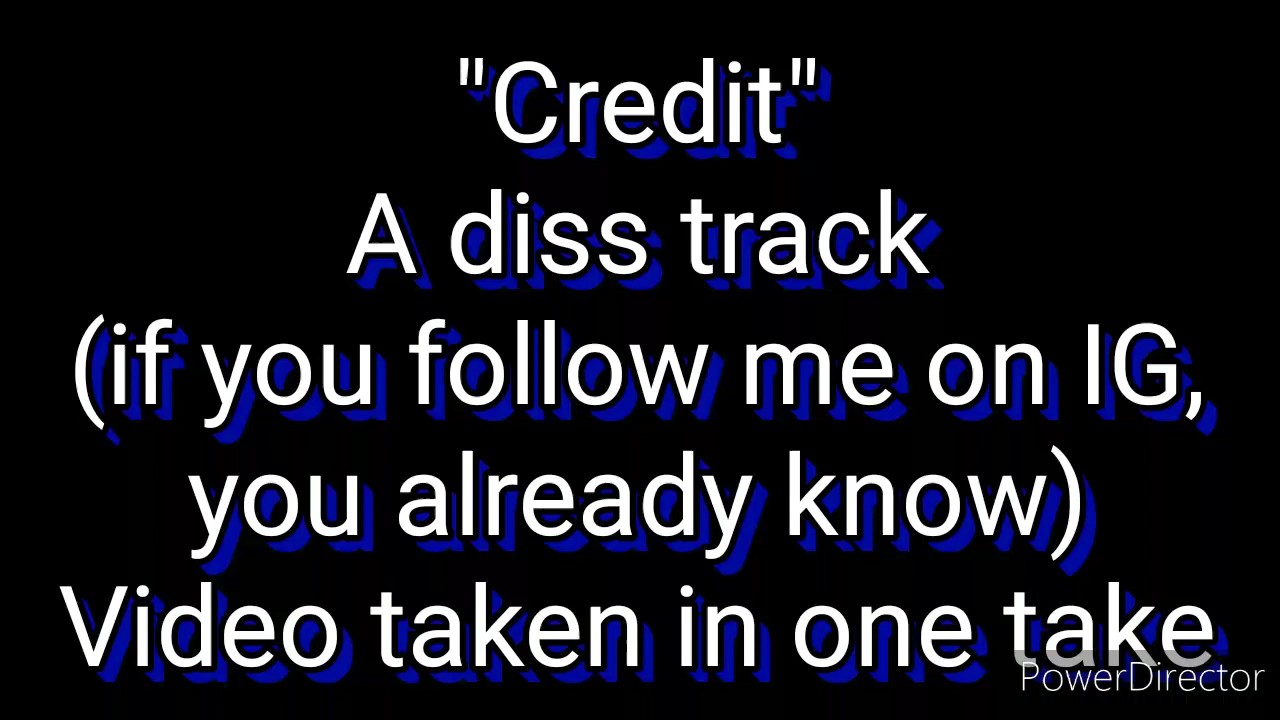 "Credit"
A diss track
(if you follow me on IG,
you already know)
Video taken in one take
PowerDirector